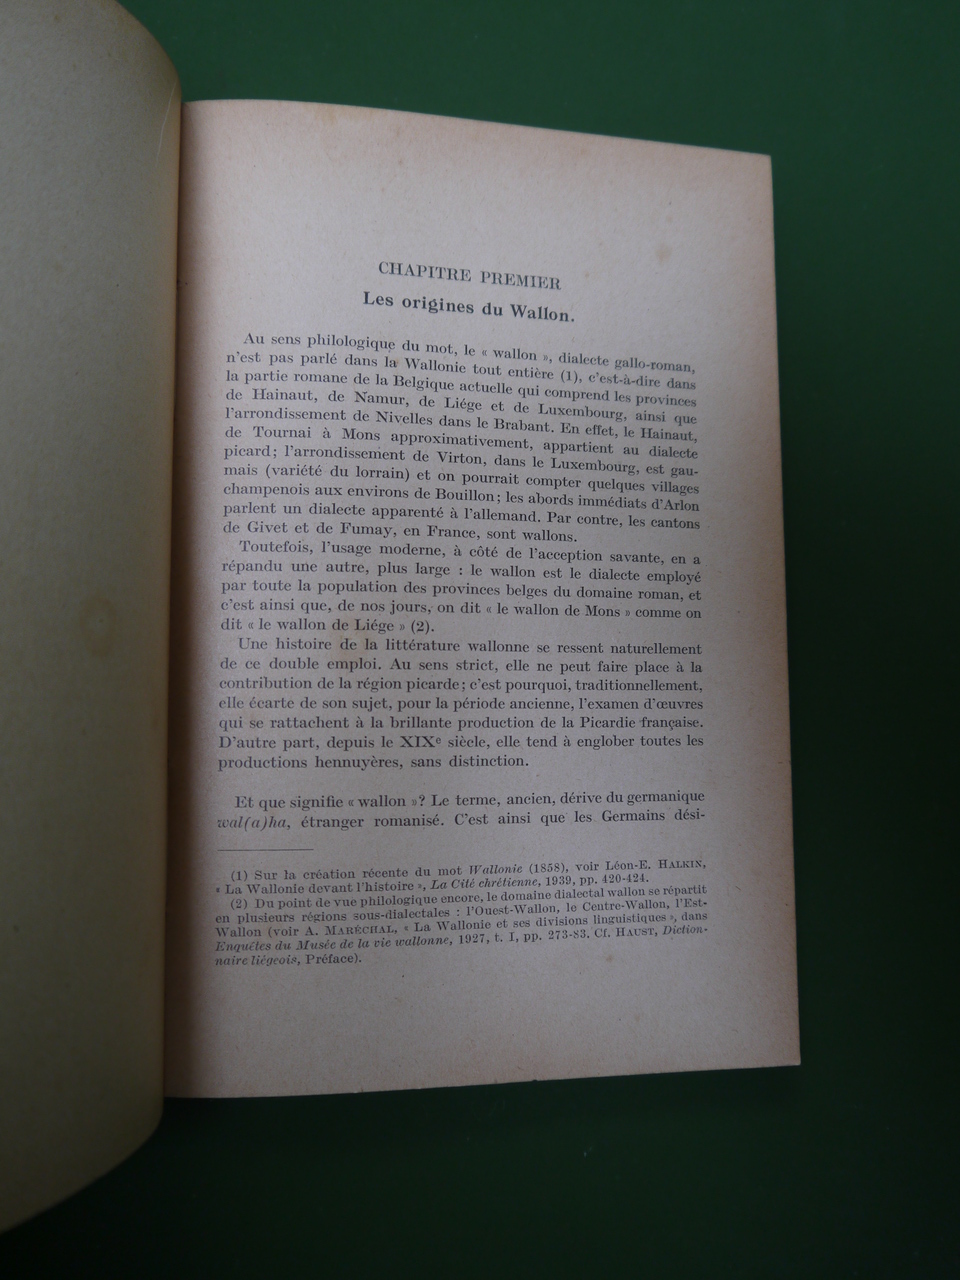 CHAPITRE PREMIER
Les origines du Wallon.
Au sens philologique du mot, le « wallon », dialecte gallo-roman,
n'est pas parlé dans la Wallonie tout entière (1), c'est-à-dire dans
la partie romane de la Belgique actuelle qui comprend les provinces
de Hainaut, de Namur, de Liége et de Luxembourg, ainsi que
l'arrondissement de Nivelles dans le Brabant. En effet, le Hainaut,
de Tournai à Mons approximativement, appartient au dialecte
picard; l'arrondissement de Virton, dans le Luxembourg, est gau-
mais (variété du lorrain) et on pourrait compter quelques villages
champenois aux environs de Bouillon; les abords immédiats d'Arlon
parlent un dialecte apparenté à l'allemand. Par contre, les cantons
de Givet et de Fumay, en France, sont wallons.
Toutefois, l'usage moderne, à côté de l'acception savante, en a
répandu une autre, plus large : le wallon est le dialecte employé
par toute la population des provinces belges du domaine roman, et
c'est ainsi que, de nos jours, on dit « le wallon de Mons » comme on
dit « le wallon de Liége » (2).
Une histoire de la littérature wallonne se ressent naturellement
de ce double emploi. Au sens strict, elle ne peut faire place à la
contribution de la région picarde; c'est pourquoi, traditionnellement,
elle écarte de son sujet, pour la période ancienne, l'examen d'œuvres
qui se rattachent à la brillante production de la Picardie française.
D'autre part, depuis le XIXe siècle, elle tend à englober toutes les
productions hennuyères, sans distinction.
Et que signifie « wallon »? Le terme, ancien, dérive du germanique
wal(a)ha, étranger romanisé. C'est ainsi que les Germains dési-
(1) Sur la création récente du mot Wallonie (1858), voir Léon-E. HALKIN,
« La Wallonie devant l'histoire », La Cité chrétienne, 1939, pp. 420-424.
(2) Du point de vue philologique encore, le domaine dialectal wallon se répartit
en plusieurs régions sous-dialectales : l'Ouest-Wallon, le Centre-Wallon, l'Est-
Wallon (voir A. MARÉCHAL, « La Wallonie et ses divisions linguistiques », dans
Enquêtes du Musée de la vie wallonne, 1927, t. I, pp. 273-83. Cf. HAUST, Diction-
naire liégeois, Préface).